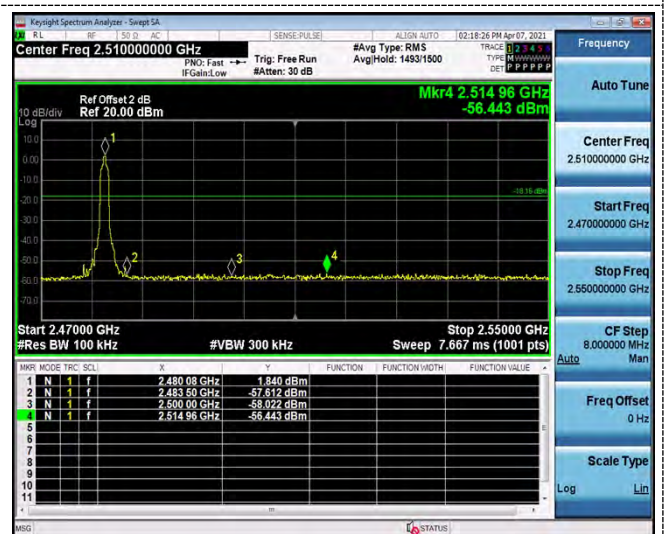 Keysight Spectrum Analyzer - Swept SA
RL RF 50 Ω AC SENSE:PULSE ALIGN AUTO 02:18:26 PM Apr 07, 2021
Center Freq 2.510000000 GHz
#Avg Type: RMS
TRACE 1 2 3 4 5 6
PNO: Fast Trig: Free Run Avg|Hold: 1493/1500 TYPE MWWWWW
IFGain:Low #Atten: 30 dB DET P P P P P P
Mkr4 2.514 96 GHz
-56.443 dBm
Ref Offset 2 dB
10 dB/div Ref 20.00 dBm
Log
10.0
0.00
-10.0
-20.0
-30.0
-40.0
-50.0
-60.0
-70.0
1
2
3
4
-18.16 dBm
Start 2.47000 GHz Stop 2.55000 GHz
#Res BW 100 kHz #VBW 300 kHz Sweep 7.667 ms (1001 pts)
MKR MODE TRC SCL X Y FUNCTION FUNCTION WIDTH FUNCTION VALUE
1 N 1 f 2.480 08 GHz 1.840 dBm
2 N 1 f 2.483 50 GHz -57.612 dBm
3 N 1 f 2.500 00 GHz -58.022 dBm
4 N 1 f 2.514 96 GHz -56.443 dBm
5
6
7
8
9
10
11
MSG STATUS
Frequency
Auto Tune
Center Freq
2.510000000 GHz
Start Freq
2.470000000 GHz
Stop Freq
2.550000000 GHz
CF Step
8.000000 MHz
Auto Man
Freq Offset
0 Hz
Scale Type
Log Lin